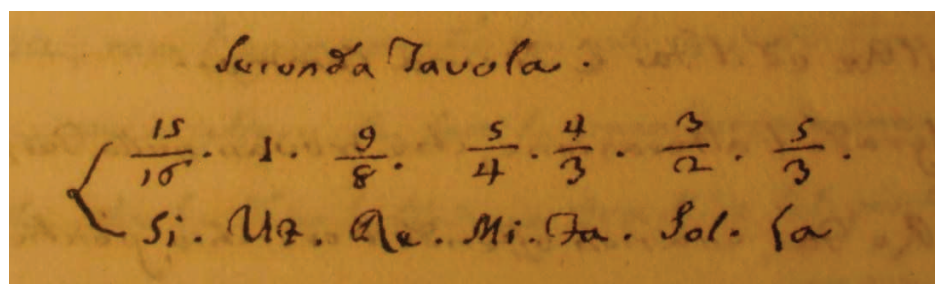 Seconda Tavola.
15/16. 1. 9/8. 5/4. 4/3. 3/2. 5/3.
Si. Ut. Re. Mi. Fa. Sol. La